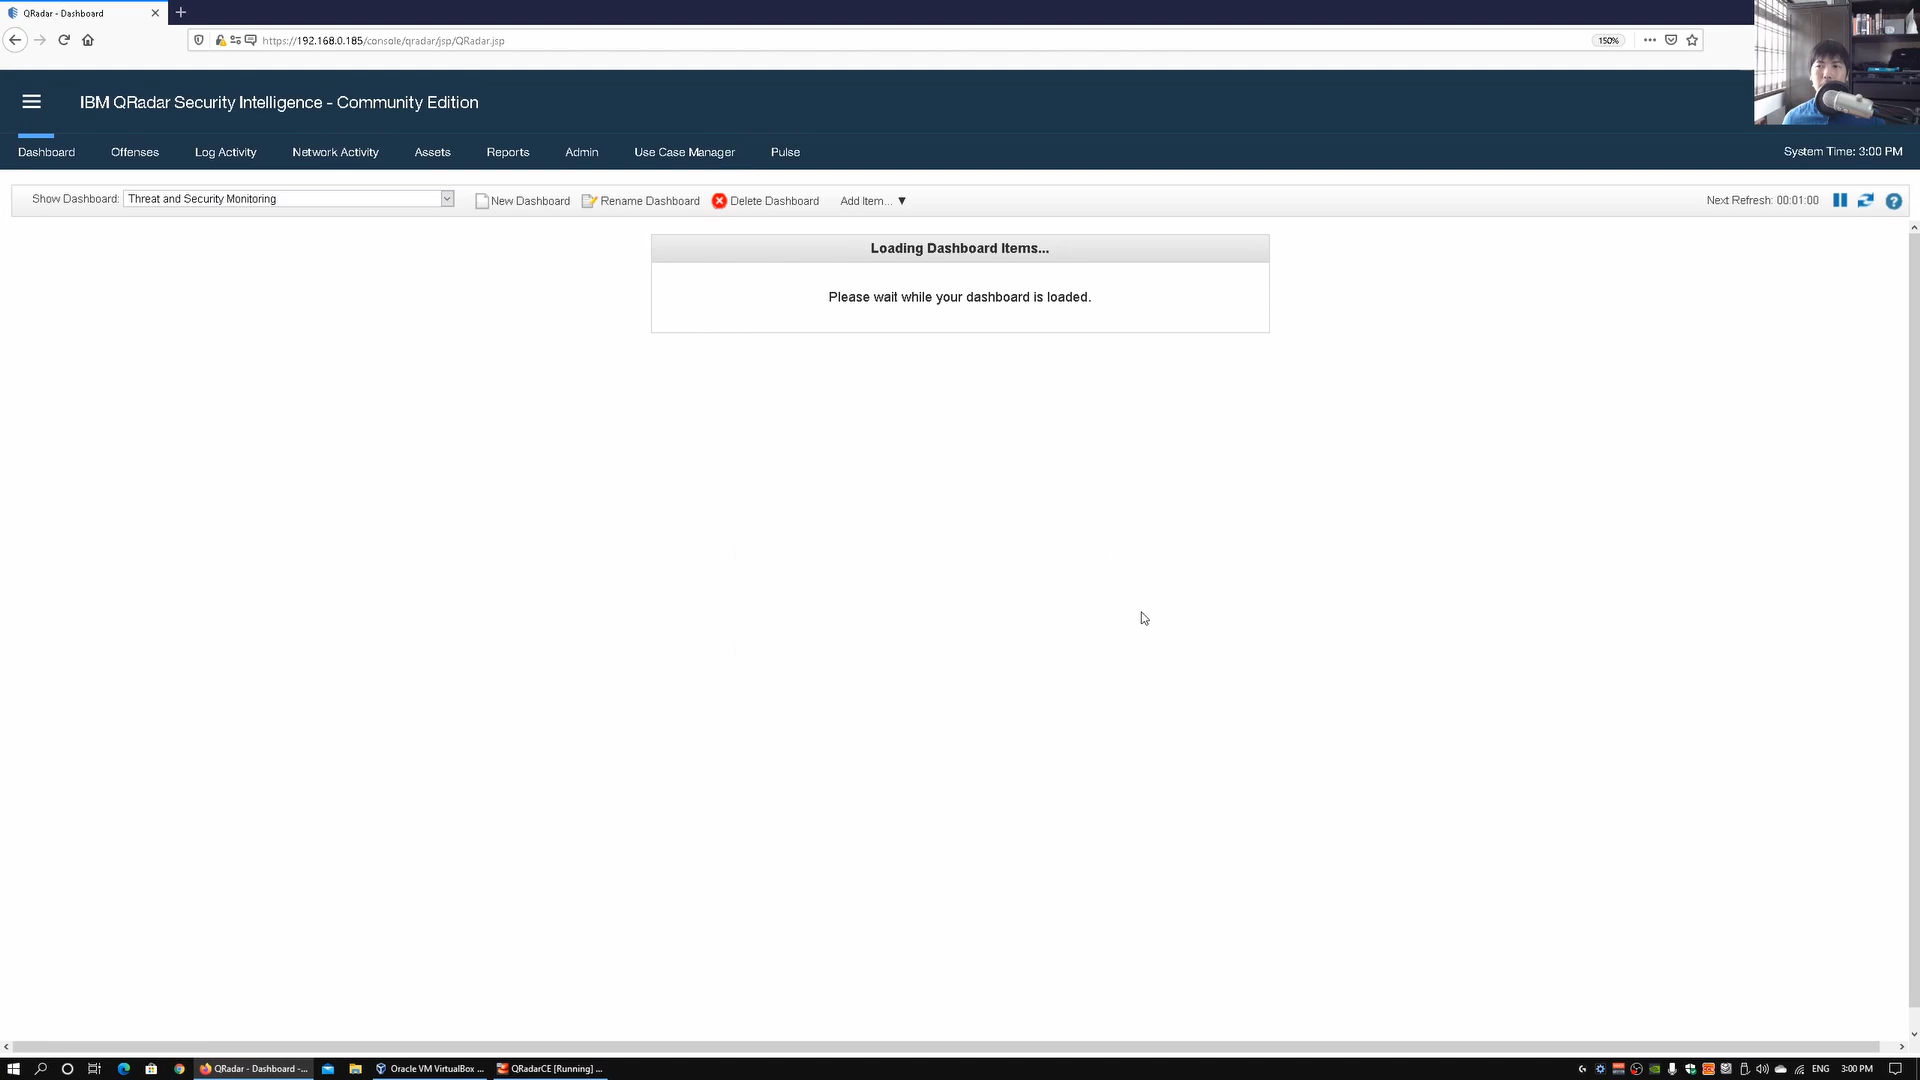 QRadar - Dashboard
https://192.168.0.185/console/qradar/jsp/QRadar.jsp
150%
IBM QRadar Security Intelligence - Community Edition
Dashboard Offenses Log Activity Network Activity Assets Reports Admin Use Case Manager Pulse System Time: 3:00 PM
Show Dashboard: Threat and Security Monitoring New Dashboard Rename Dashboard Delete Dashboard Add Item... ▼ Next Refresh: 00:01:00
Loading Dashboard Items...
Please wait while your dashboard is loaded.
QRadar - Dashboard -... Oracle VM VirtualBox ... QRadarCE [Running] ... ENG 3:00 PM